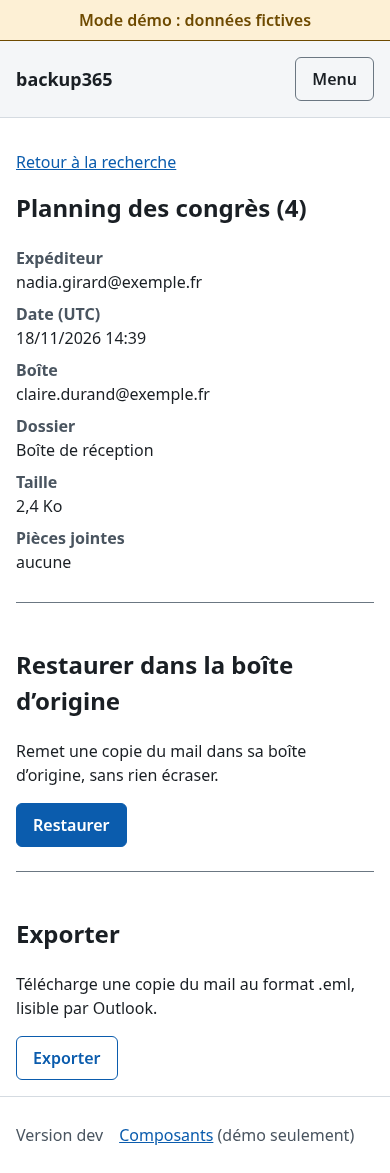 Mode démo : données fictives
backup365
Menu
Retour à la recherche
Planning des congrès (4)
Expéditeur
nadia.girard@exemple.fr
Date (UTC)
18/11/2026 14:39
Boîte
claire.durand@exemple.fr
Dossier
Boîte de réception
Taille
2,4 Ko
Pièces jointes
aucune
Restaurer dans la boîte
d’origine
Remet une copie du mail dans sa boîte
d’origine, sans rien écraser.
Restaurer
Exporter
Télécharge une copie du mail au format .eml,
lisible par Outlook.
Exporter
Version dev Composants (démo seulement)